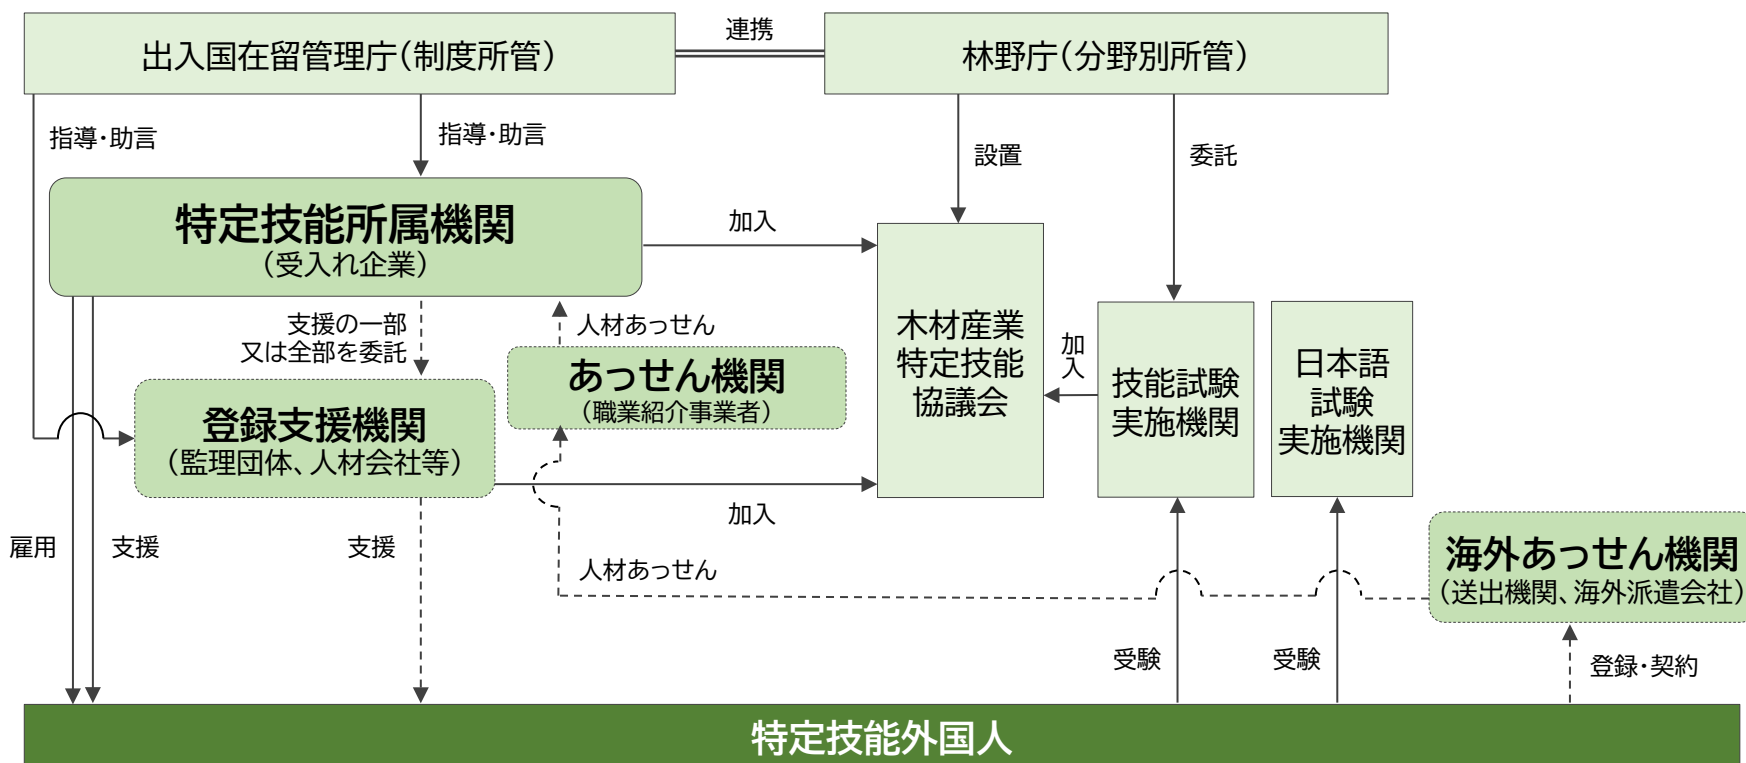 出入国在留管理庁（制度所管）
連携
林野庁（分野別所管）
指導・助言
指導・助言
設置
委託
特定技能所属機関
（受入れ企業）
加入
支援の一部
又は全部を委託
人材あっせん
あっせん機関
（職業紹介事業者）
木材産業
特定技能
協議会
加
入
技能試験
実施機関
日本語
試験
実施機関
登録支援機関
（監理団体、人材会社等）
加入
雇用
支援
支援
人材あっせん
海外あっせん機関
（送出機関、海外派遣会社）
受験
受験
登録・契約
特定技能外国人